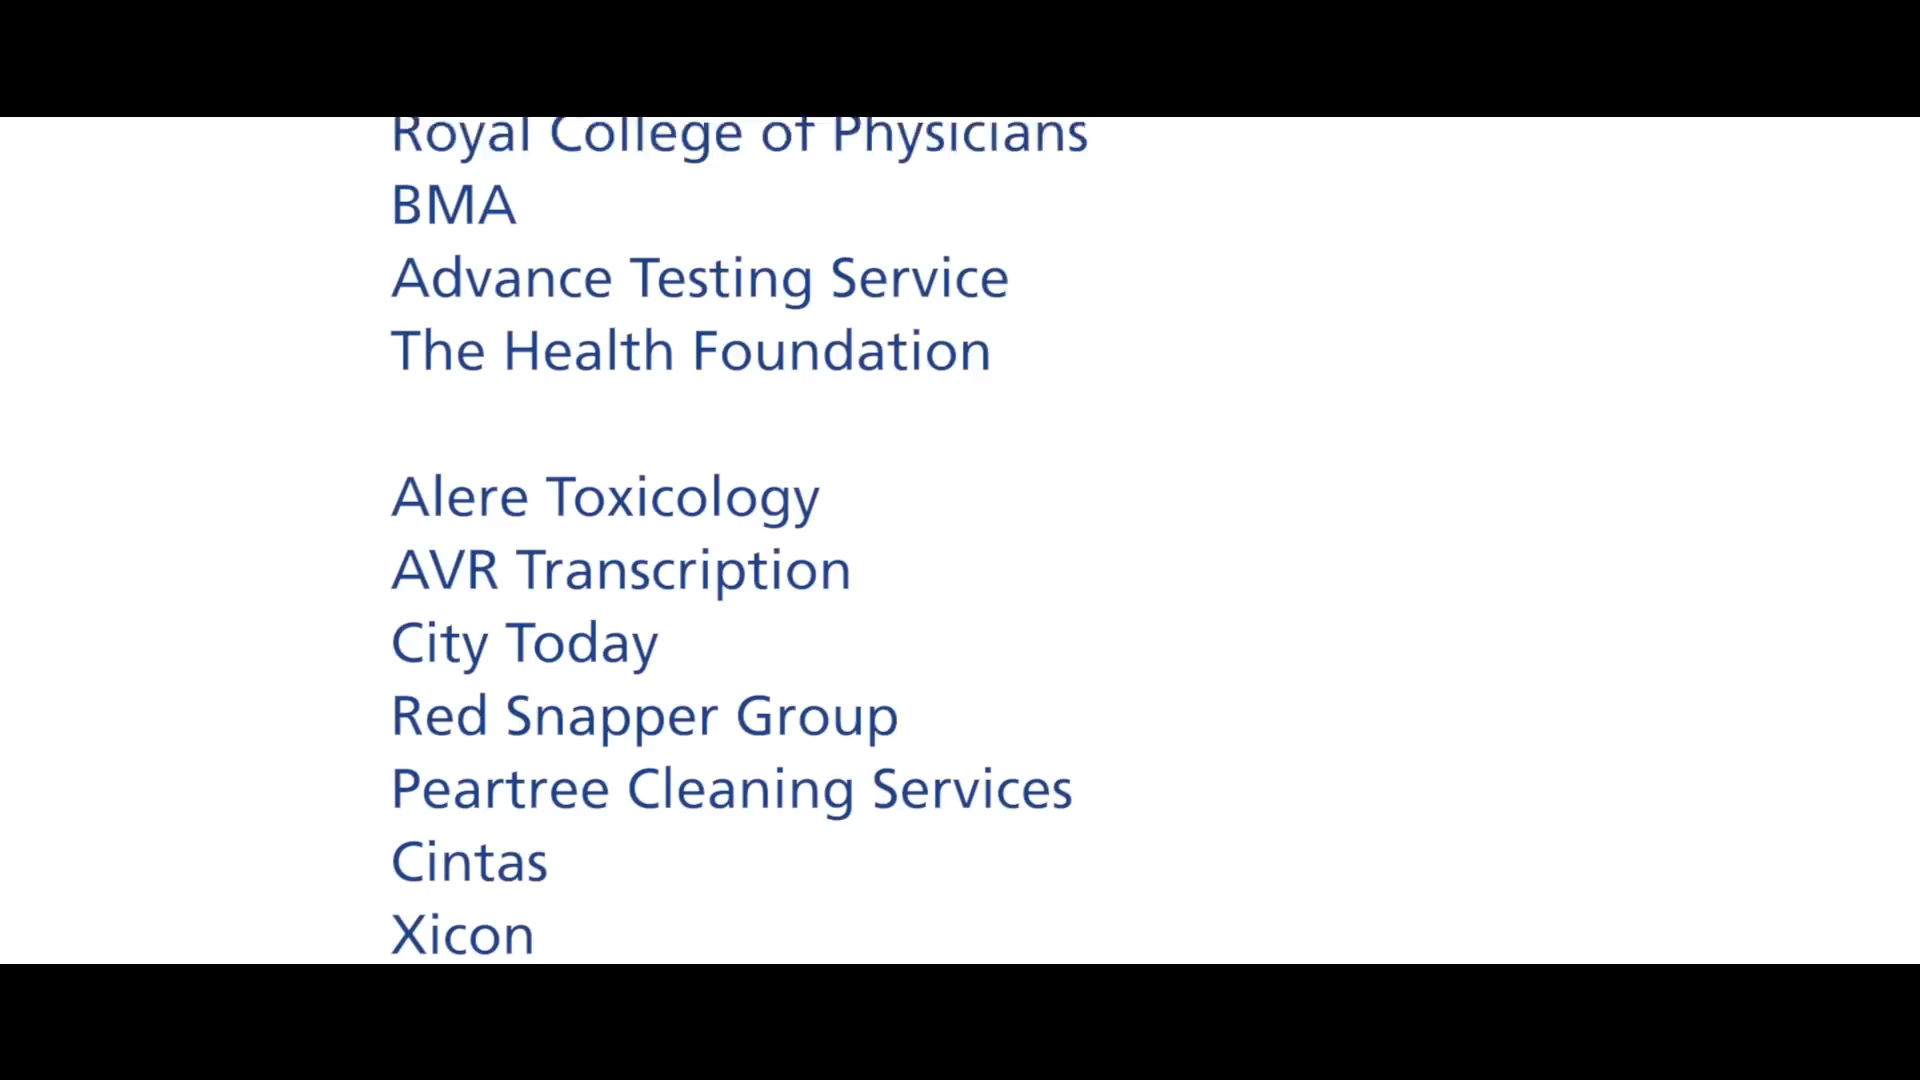 Royal College of Physicians
BMA
Advance Testing Service
The Health Foundation
Alere Toxicology
AVR Transcription
City Today
Red Snapper Group
Peartree Cleaning Services
Cintas
Xicon